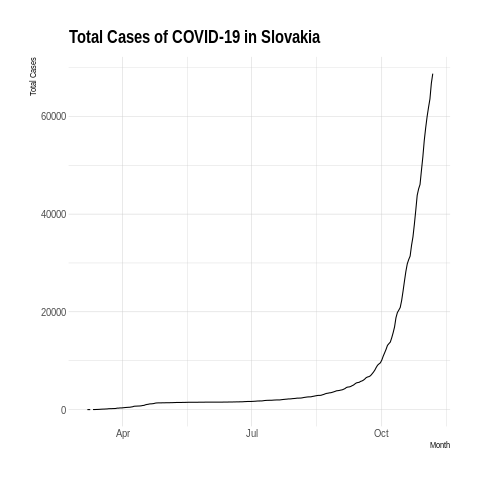 Total Cases of COVID-19 in Slovakia
Total Cases
60000
40000
20000
0
Apr Jul Oct
Month